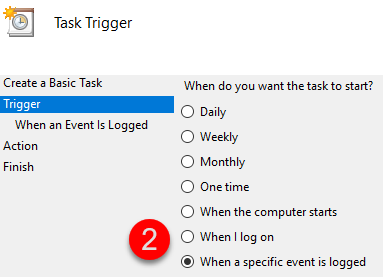 Task Trigger
Create a Basic Task
Trigger
When an Event Is Logged
Action
Finish
When do you want the task to start?
Daily
Weekly
Monthly
One time
When the computer starts
When I log on
When a specific event is logged
2